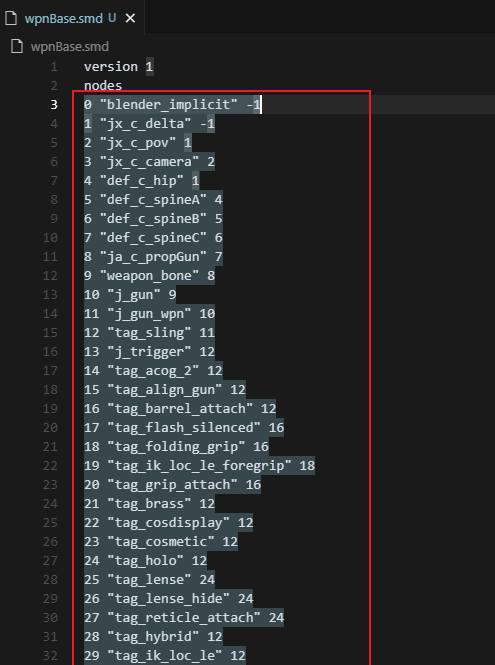 wpnBase.smd U
wpnBase.smd
1 version 1
2 nodes
3 0 "blender_implicit" -1
4 1 "jx_c_delta" -1
5 2 "jx_c_pov" 1
6 3 "jx_c_camera" 2
7 4 "def_c_hip" 1
8 5 "def_c_spineA" 4
9 6 "def_c_spineB" 5
10 7 "def_c_spineC" 6
11 8 "ja_c_propGun" 7
12 9 "weapon_bone" 8
13 10 "j_gun" 9
14 11 "j_gun_wpn" 10
15 12 "tag_sling" 11
16 13 "j_trigger" 12
17 14 "tag_acog_2" 12
18 15 "tag_align_gun" 12
19 16 "tag_barrel_attach" 12
20 17 "tag_flash_silenced" 16
21 18 "tag_folding_grip" 16
22 19 "tag_ik_loc_le_foregrip" 18
23 20 "tag_grip_attach" 16
24 21 "tag_brass" 12
25 22 "tag_cosdisplay" 12
26 23 "tag_cosmetic" 12
27 24 "tag_holo" 12
28 25 "tag_lense" 24
29 26 "tag_lense_hide" 24
30 27 "tag_reticle_attach" 24
31 28 "tag_hybrid" 12
32 29 "tag_ik_loc_le" 12